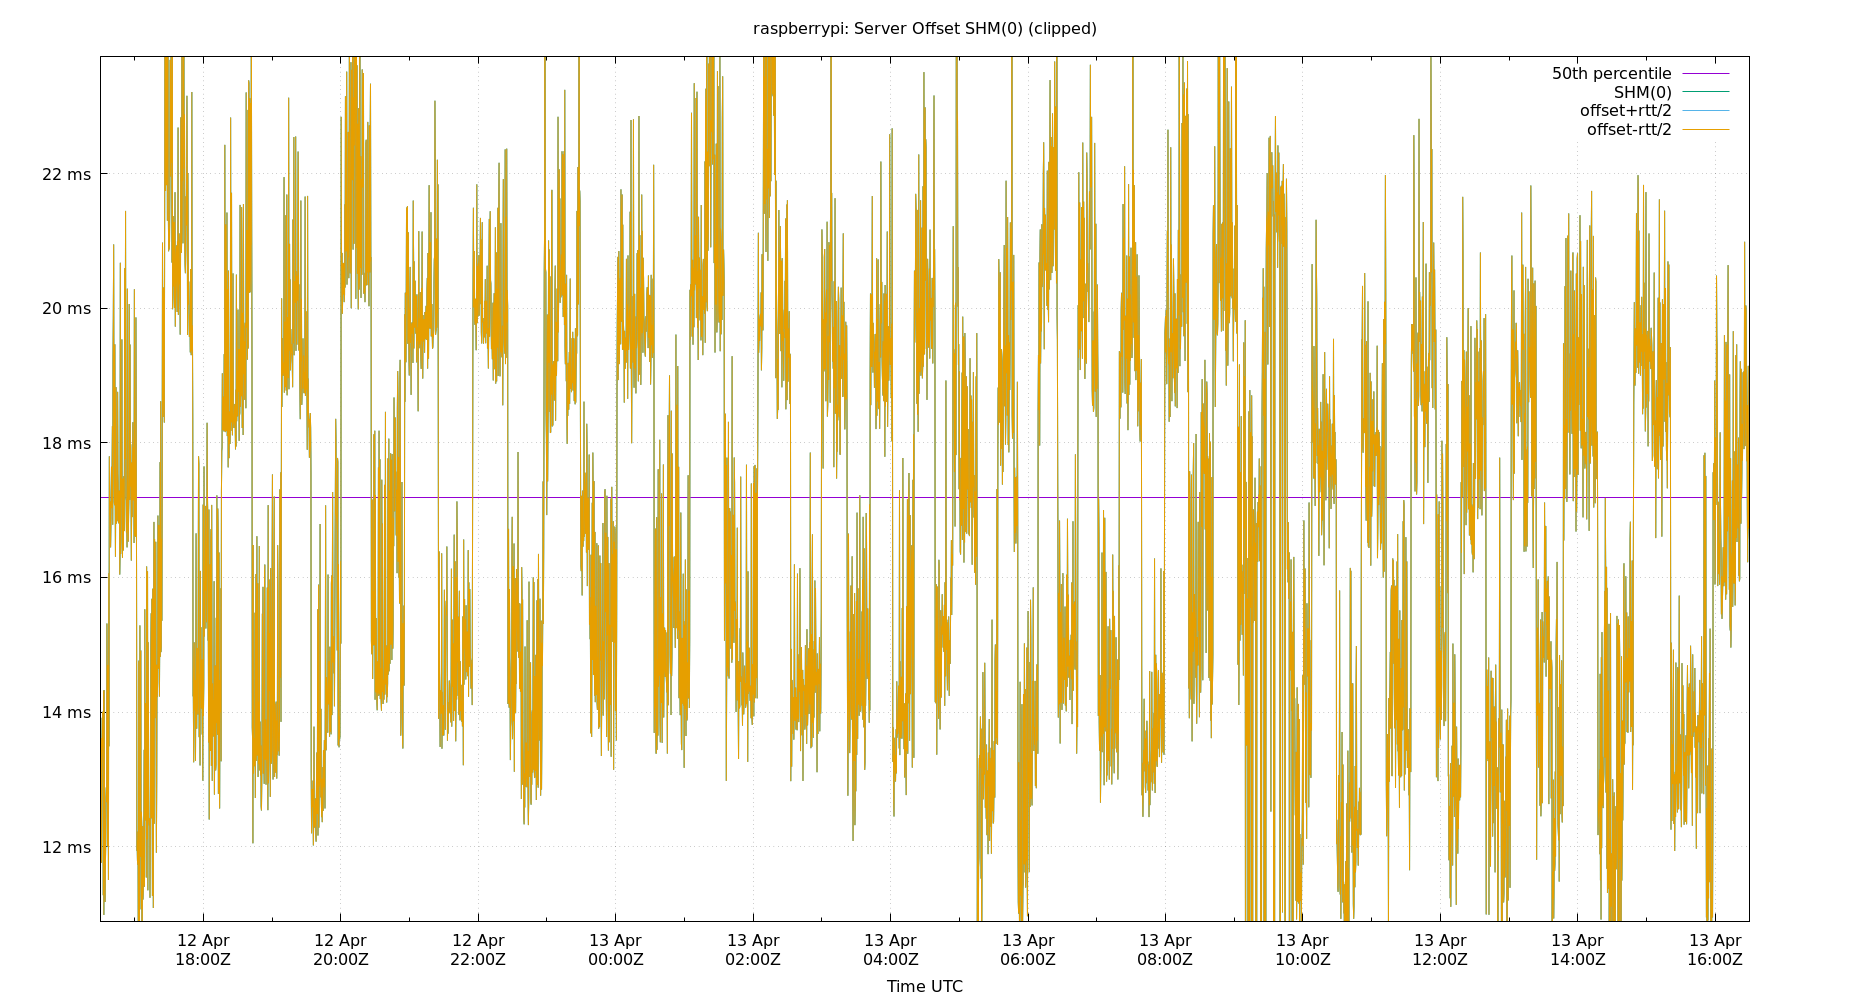 raspberrypi: Server Offset SHM(0) (clipped)
50th percentile
SHM(0)
offset+rtt/2
offset-rtt/2
22 ms
20 ms
18 ms
16 ms
14 ms
12 ms
12 Apr 12 Apr 12 Apr 13 Apr 13 Apr 13 Apr 13 Apr 13 Apr 13 Apr 13 Apr 13 Apr 13 Apr
18:00Z 20:00Z 22:00Z 00:00Z 02:00Z 04:00Z 06:00Z 08:00Z 10:00Z 12:00Z 14:00Z 16:00Z
Time UTC